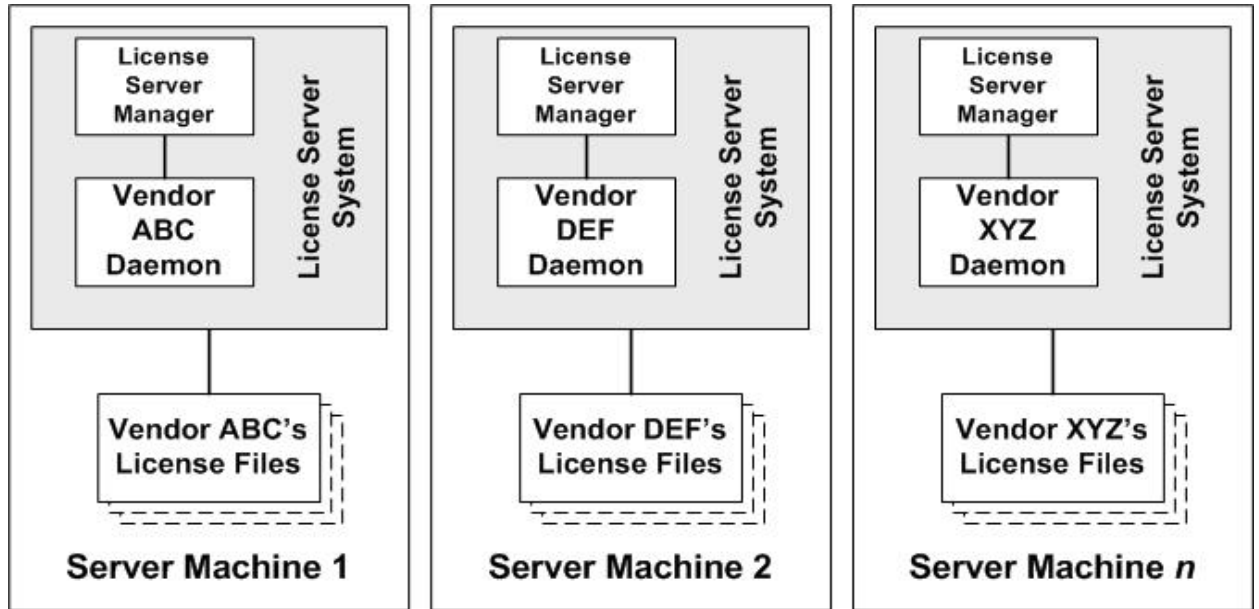 License
Server
Manager
Vendor
ABC
Daemon
License Server
System
Vendor ABC's
License Files
Server Machine 1
License
Server
Manager
Vendor
DEF
Daemon
License Server
System
Vendor DEF's
License Files
Server Machine 2
License
Server
Manager
Vendor
XYZ
Daemon
License Server
System
Vendor XYZ's
License Files
Server Machine n